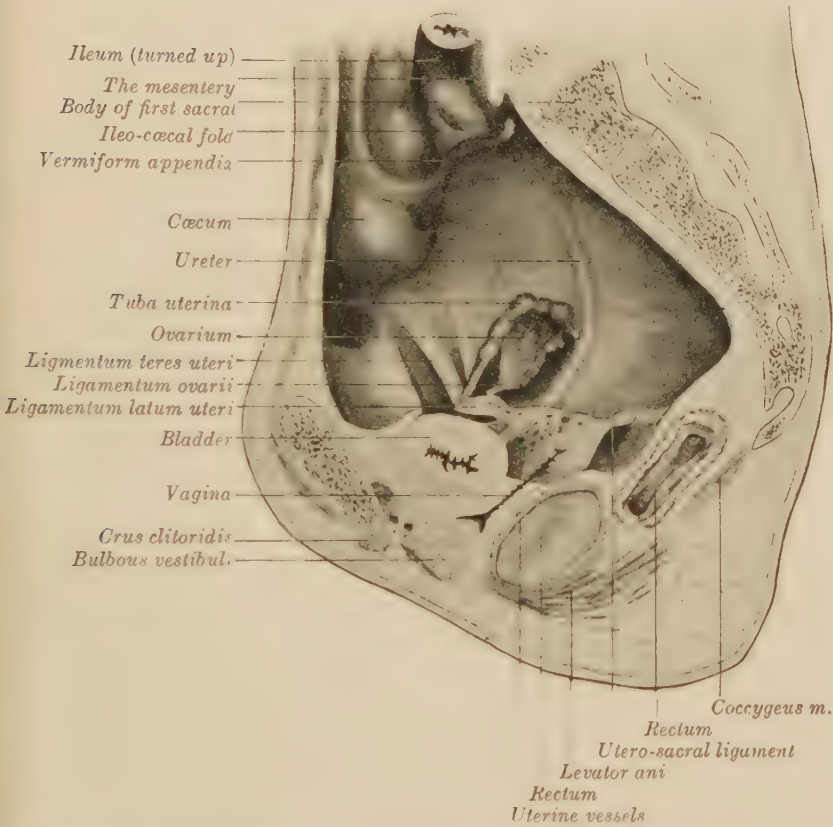 Ileum (turned up)
The mesentery
Body of first sacral
Ileo-cœcal fold
Vermiform appendix
Cœcum
Ureter
Tuba uterina
Ovarium
Ligmentum teres uteri
Ligamentum ovarii
Ligamentum latum uteri
Bladder
Vagina
Crus clitoridis
Bulbous vestibul.
Coccygeus m.
Rectum
Utero-sacral ligament
Levator ani
Rectum
Uterine vessels